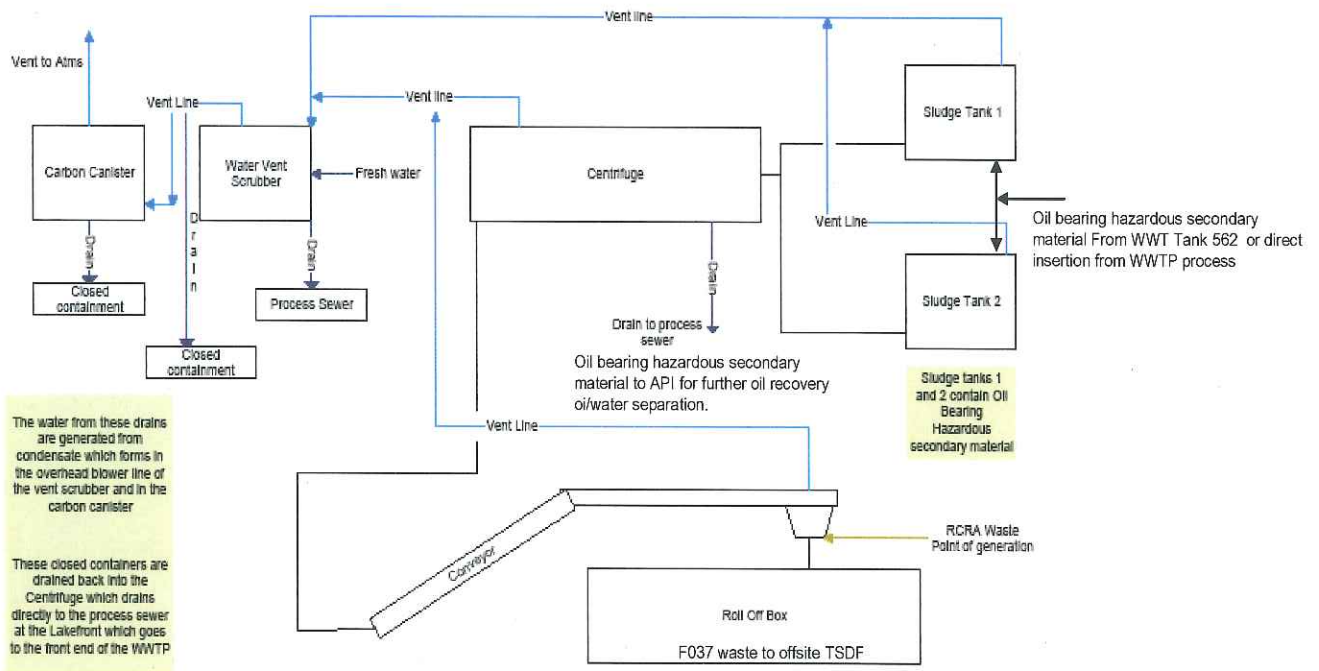 Vent line
Vent to Atms
Vent Line
Vent line
Sludge Tank 1
Carbon Canister
Water Vent
Scrubber
Fresh water
Centrifuge
Vent Line
Oil bearing hazardous secondary
material From WWT Tank 562 or direct
insertion from WWTP process
Drain
Drain
Drain
Drain
Closed
containment
Process Sewer
Sludge Tank 2
Closed
containment
Drain to process
sewer
Oil bearing hazardous secondary
material to API for further oil recovery
oi/water separation.
Sludge tanks 1
and 2 contain Oil
Bearing
Hazardous
secondary material
The water from these drains
are generated from
condensate which forms in
the overhead blower line of
the vent scrubber and in the
carbon canister
These closed containers are
drained back into the
Centrifuge which drains
directly to the process sewer
at the Lakefront which goes
to the front end of the WWTP
Vent Line
Conveyor
RCRA Waste
Point of generation
Roll Off Box
F037 waste to offsite TSDF